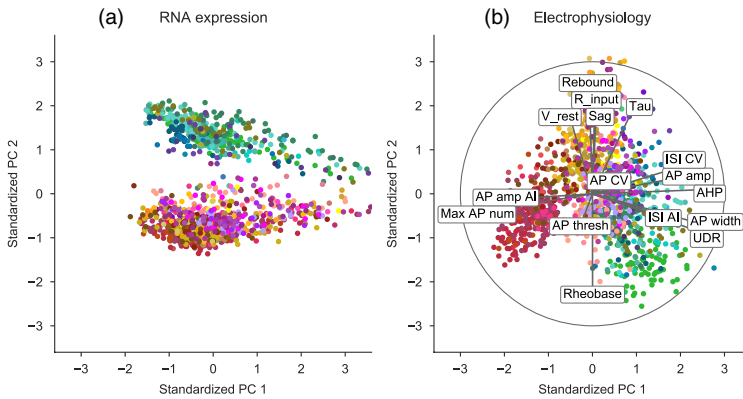 (a) RNA expression
(b) Electrophysiology
Standardized PC 2
3
2
1
0
−1
−2
−3
−3 −2 −1 0 1 2 3
Standardized PC 1
Standardized PC 2
3
2
1
0
−1
−2
−3
−3 −2 −1 0 1 2 3
Standardized PC 1
Rebound
R_input
Tau
V_rest
Sag
ISI CV
AP amp
AP CV
AHP
AP amp AI
Max AP num
ISI AI
AP width
AP thresh
UDR
Rheobase